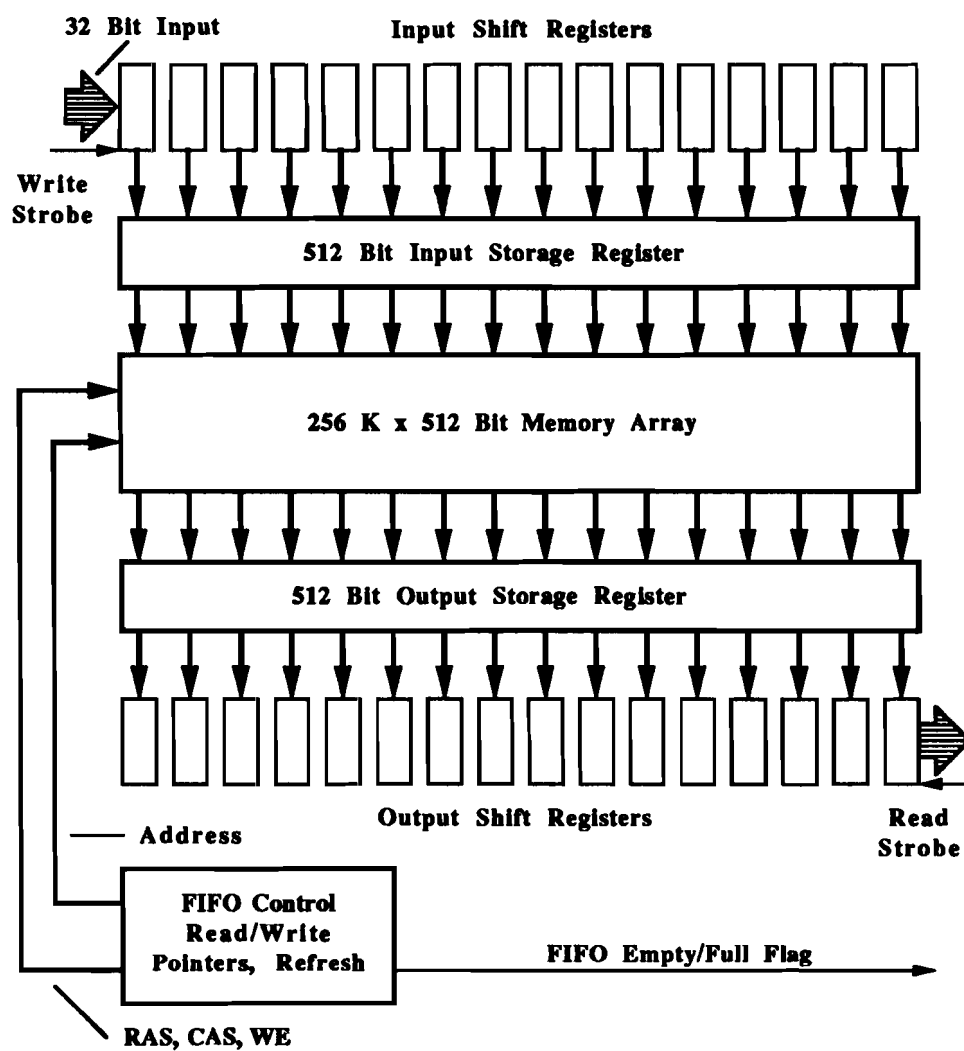 32 Bit Input
Input Shift Registers
Write
Strobe
512 Bit Input Storage Register
256 K x 512 Bit Memory Array
512 Bit Output Storage Register
Output Shift Registers
Read
Strobe
Address
FIFO Control
Read/Write
Pointers, Refresh
FIFO Empty/Full Flag
RAS, CAS, WE